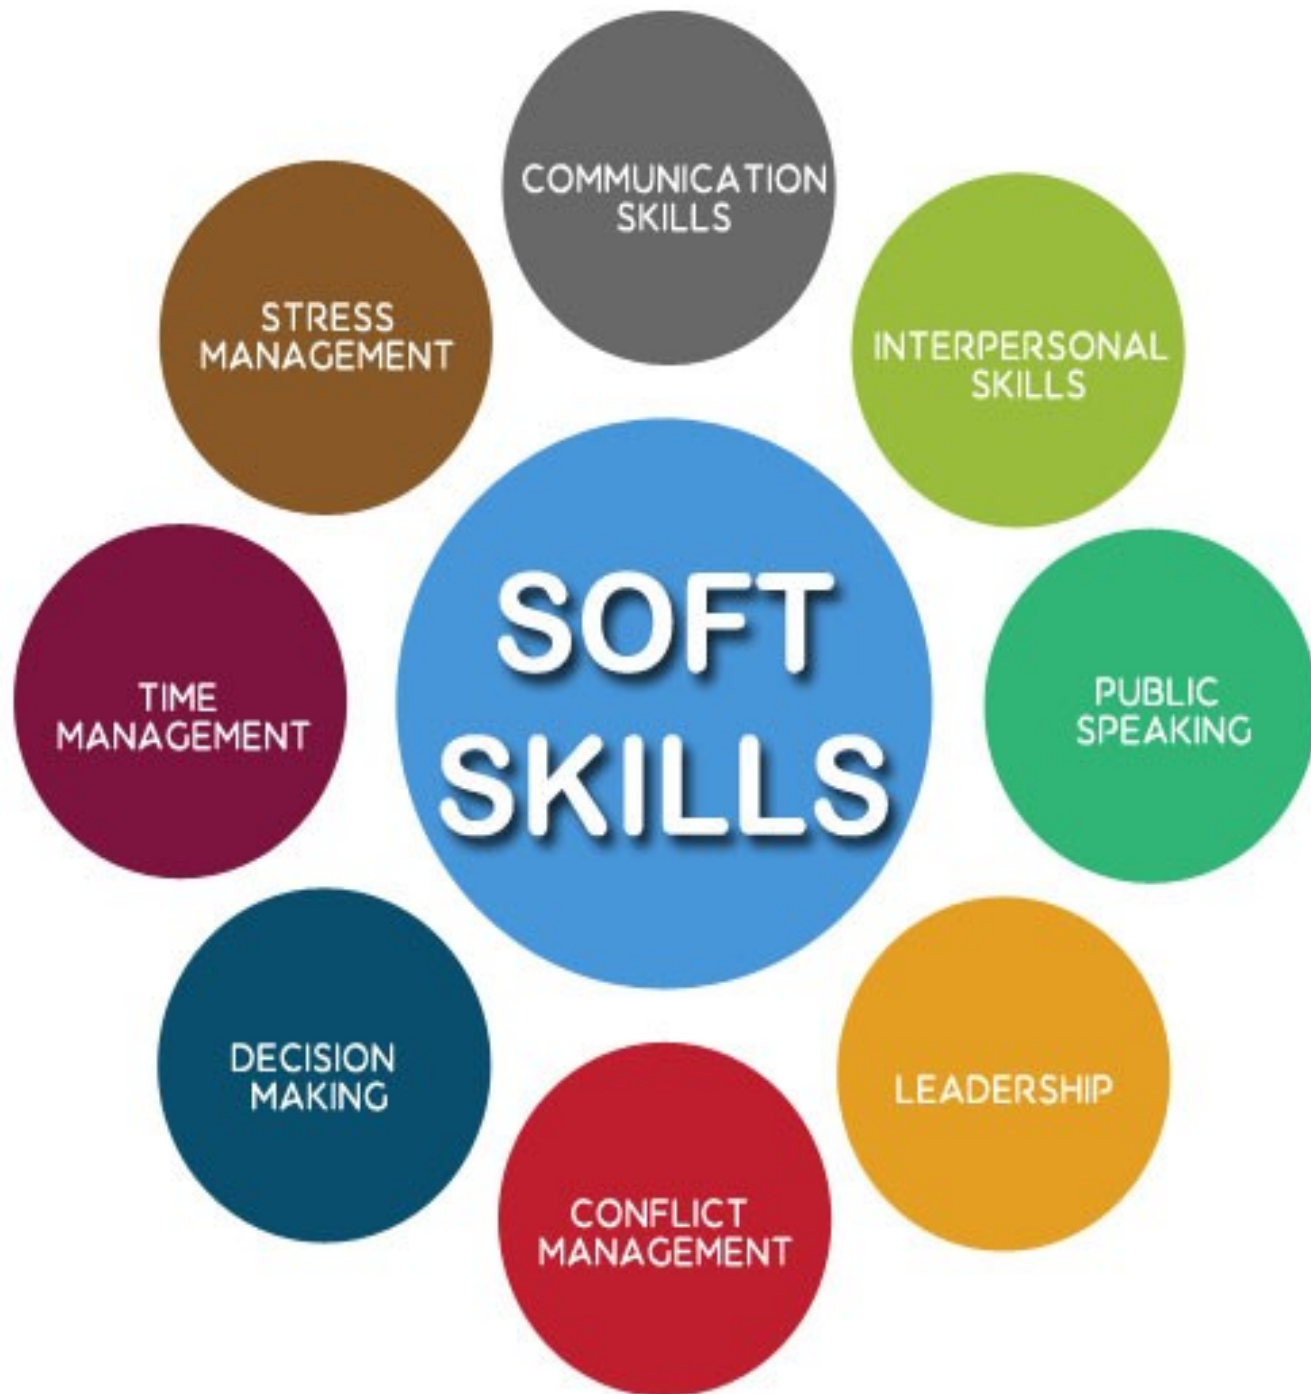 COMMUNICATION
SKILLS
INTERPERSONAL
SKILLS
PUBLIC
SPEAKING
LEADERSHIP
CONFLICT
MANAGEMENT
DECISION
MAKING
TIME
MANAGEMENT
STRESS
MANAGEMENT
SOFT
SKILLS